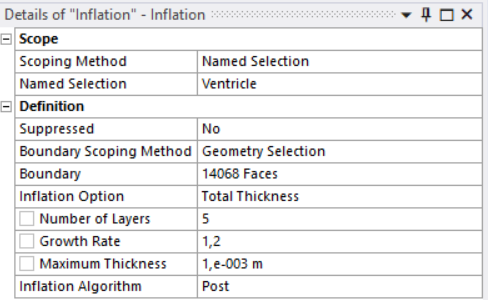 Details of "Inflation" - Inflation
Scope
Scoping Method Named Selection
Named Selection Ventricle
Definition
Suppressed No
Boundary Scoping Method Geometry Selection
Boundary 14068 Faces
Inflation Option Total Thickness
Number of Layers 5
Growth Rate 1,2
Maximum Thickness 1,e-003 m
Inflation Algorithm Post